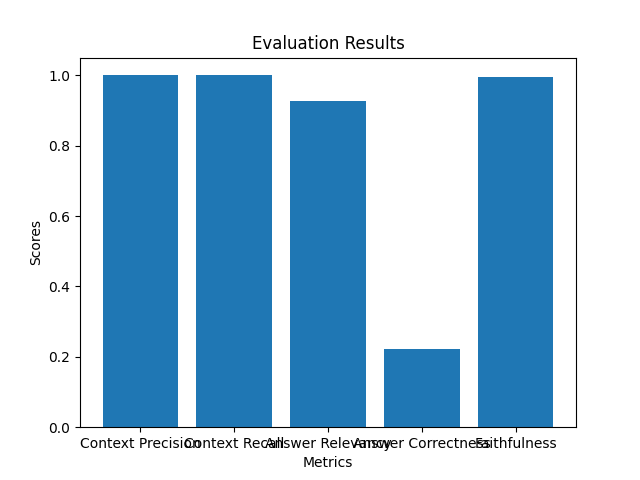 Evaluation Results
Scores
1.0
0.8
0.6
0.4
0.2
0.0
Context Precision Context Recall Answer Relevancy Answer Correctness Faithfulness
Metrics